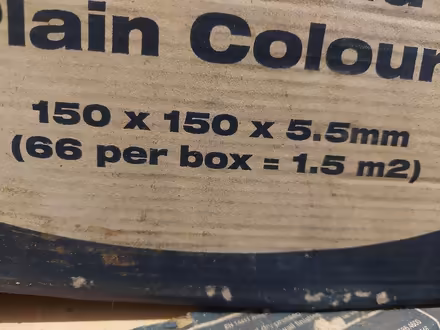 Plain Colour
150 x 150 x 5.5mm
(66 per box = 1.5 m2)